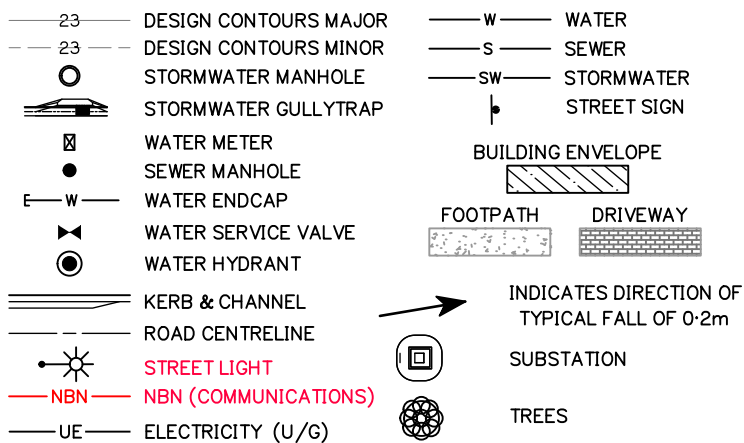 23 DESIGN CONTOURS MAJOR
23 DESIGN CONTOURS MINOR
STORMWATER MANHOLE
STORMWATER GULLYTRAP
WATER METER
SEWER MANHOLE
E W WATER ENDCAP
WATER SERVICE VALVE
WATER HYDRANT
KERB & CHANNEL
ROAD CENTRELINE
STREET LIGHT
NBN NBN (COMMUNICATIONS)
UE ELECTRICITY (U/G)
W WATER
S SEWER
SW STORMWATER
STREET SIGN
BUILDING ENVELOPE
FOOTPATH DRIVEWAY
INDICATES DIRECTION OF
TYPICAL FALL OF 0·2m
SUBSTATION
TREES